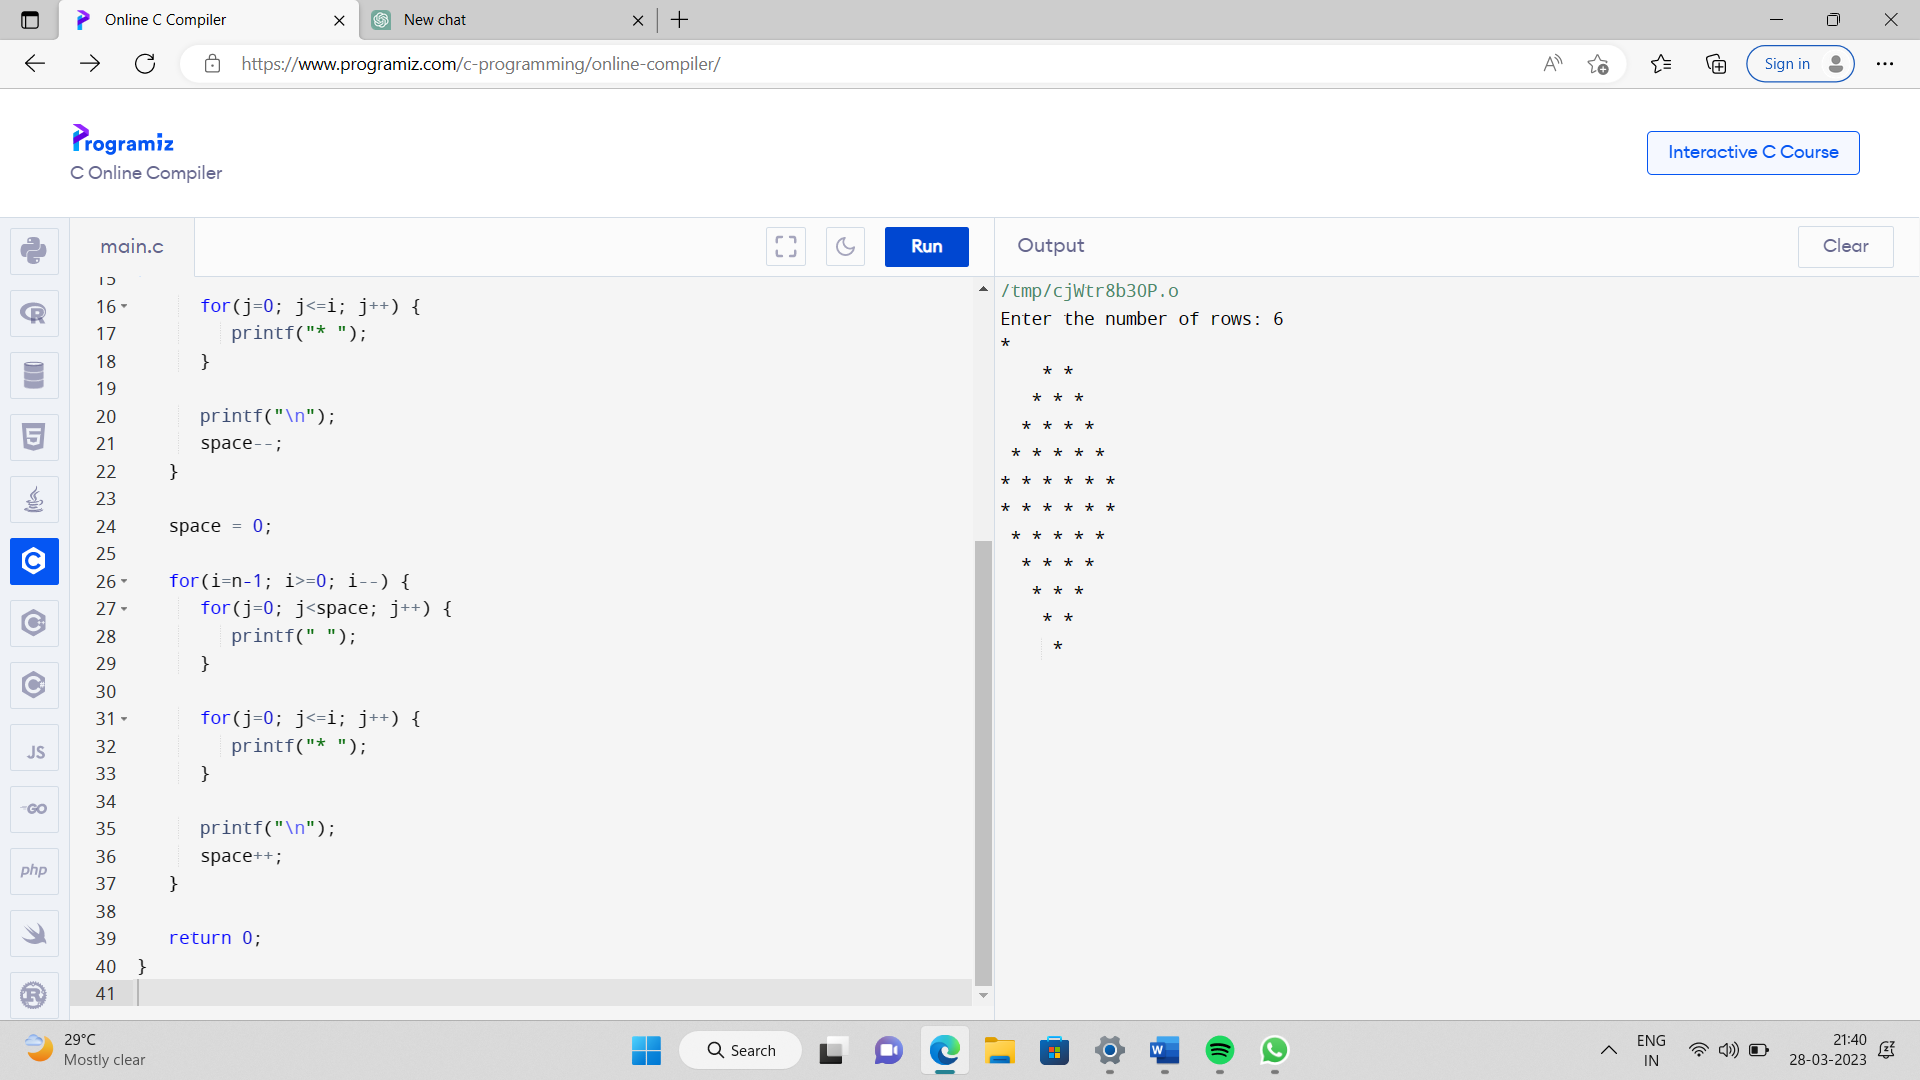 Online C Compiler
New chat
https://www.programiz.com/c-programming/online-compiler/
Sign in
Programiz
C Online Compiler
Interactive C Course
main.c
Run
Output
Clear
15
16 for(j=0; j<=i; j++) {
17 printf("* ");
18 }
19
20 printf("\n");
21 space--;
22 }
23
24 space = 0;
25
26 for(i=n-1; i>=0; i--) {
27 for(j=0; j<space; j++) {
28 printf(" ");
29 }
30
31 for(j=0; j<=i; j++) {
32 printf("* ");
33 }
34
35 printf("\n");
36 space++;
37 }
38
39 return 0;
40 }
41
/tmp/cjWtr8b3OP.o
Enter the number of rows: 6
*
* *
* * *
* * * *
* * * * *
* * * * * *
* * * * * *
* * * * *
* * * *
* * *
* *
*
JS
GO
php
29°C
Mostly clear
Search
ENG
IN
21:40
28-03-2023